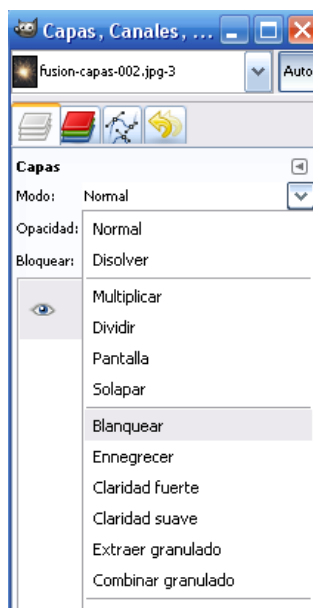 Capas, Canales, ...
fusion-capas-002.jpg-3
Auto
Capas
Modo: Normal
Opacidad:
Normal
Bloquear:
Disolver
Multiplicar
Dividir
Pantalla
Solapar
Blanquear
Ennegrecer
Claridad fuerte
Claridad suave
Extraer granulado
Combinar granulado